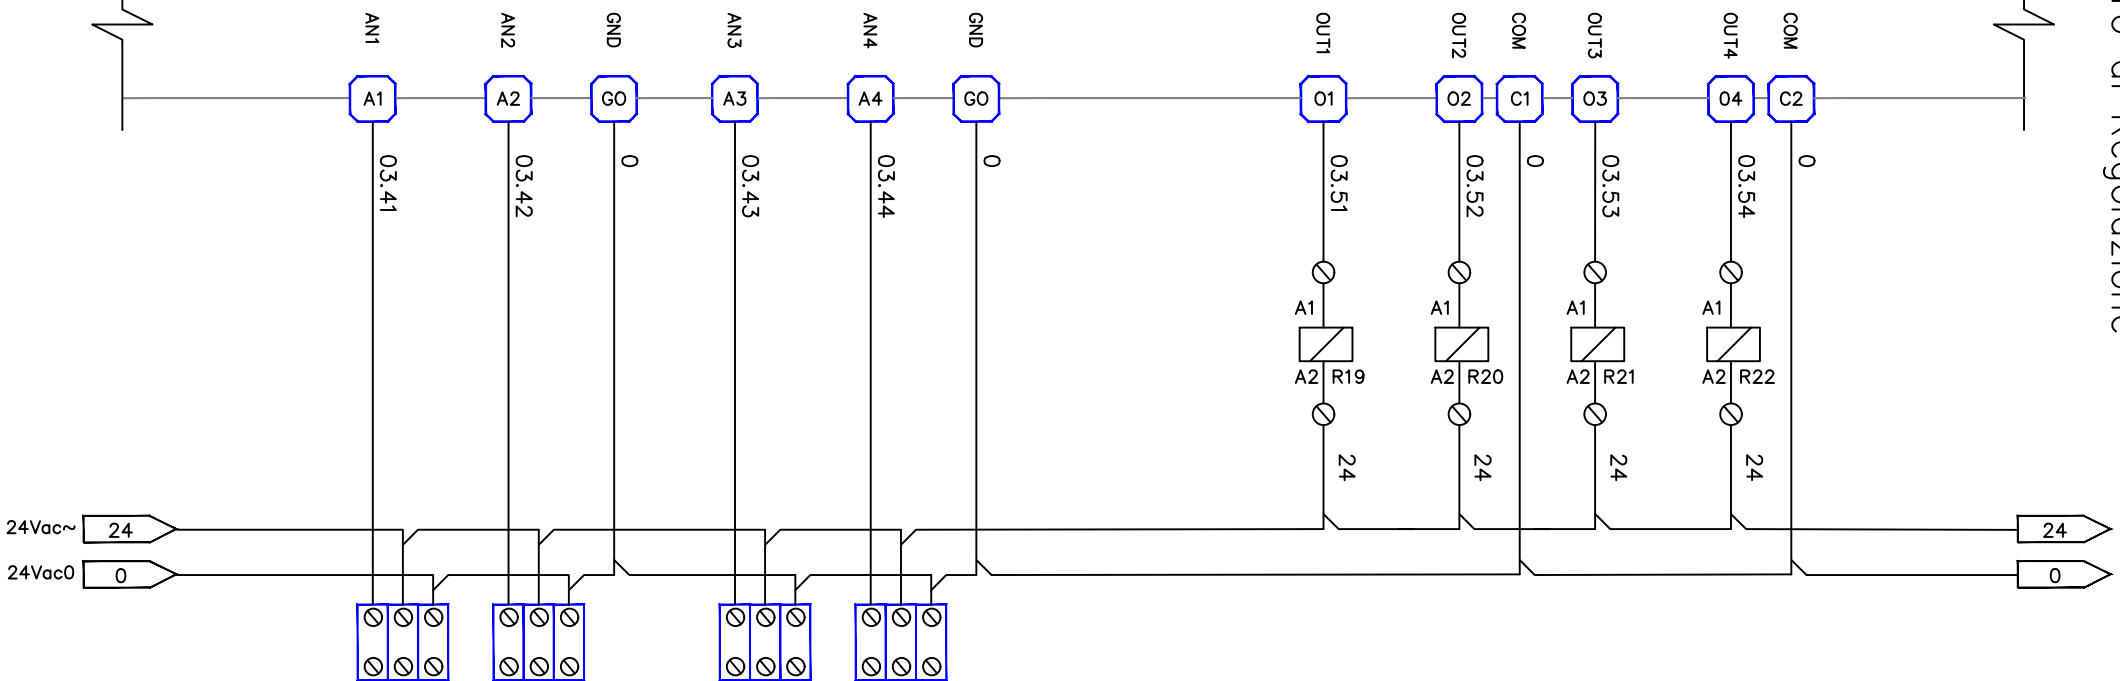 AN1 AN2 GND AN3 AN4 GND OUT1 OUT2 COM OUT3 OUT4 COM
A1 A2 G0 A3 A4 G0 O1 O2 C1 O3 O4 C2
03.41 03.42 0 03.43 03.44 0 03.51 03.52 0 03.53 03.54 0
di Regolazione
A1 A1 A1 A1
A2 R19 A2 R20 A2 R21 A2 R22
24 24 24 24
24Vac~ 24 24
24Vac0 0 0